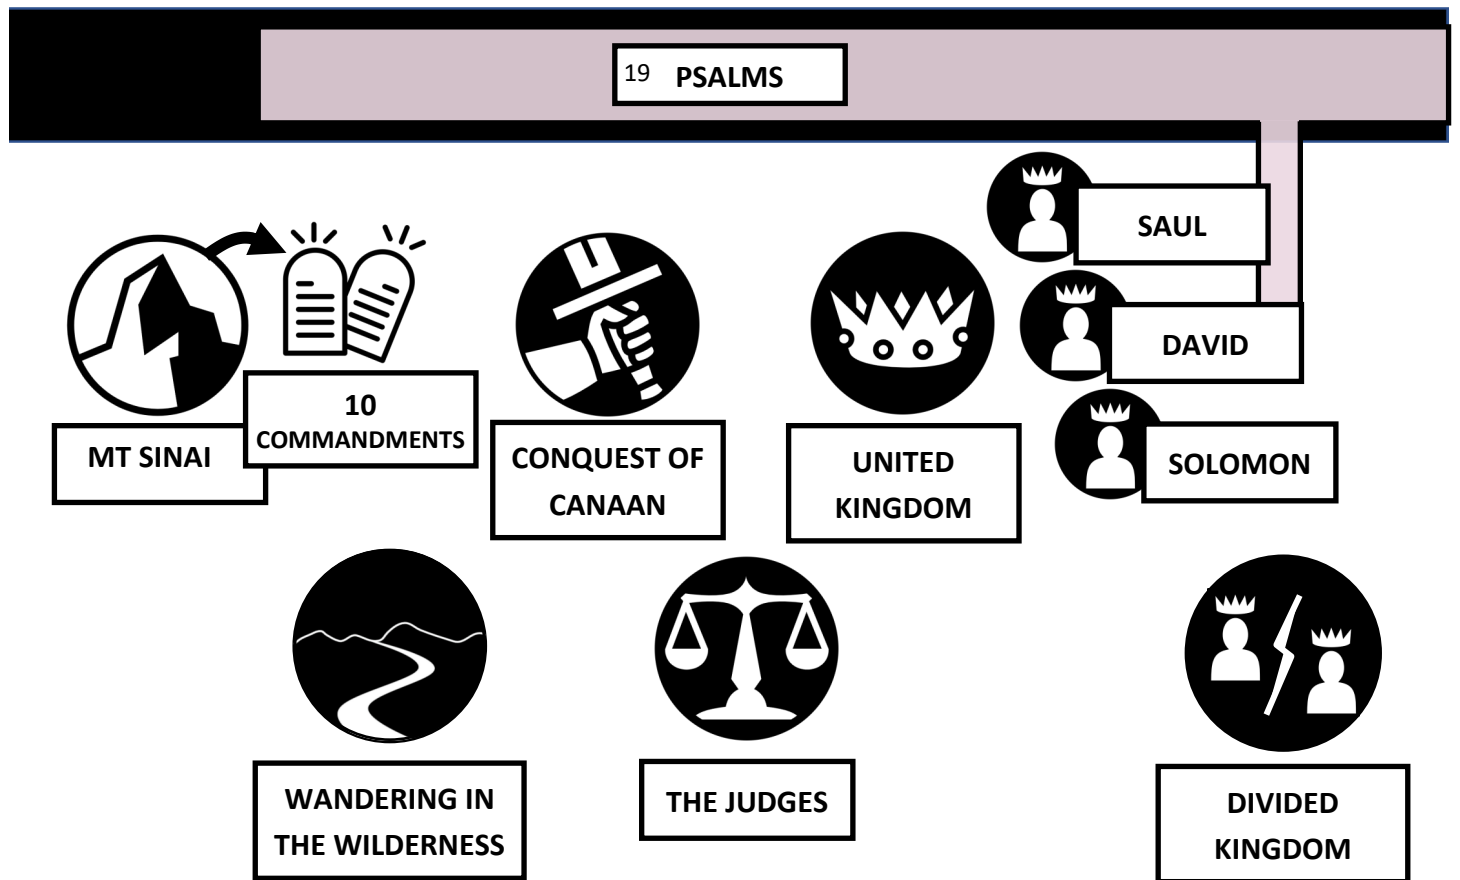 19 PSALMS
SAUL
DAVID
SOLOMON
MT SINAI
10
COMMANDMENTS
CONQUEST OF
CANAAN
UNITED
KINGDOM
WANDERING IN
THE WILDERNESS
THE JUDGES
DIVIDED
KINGDOM